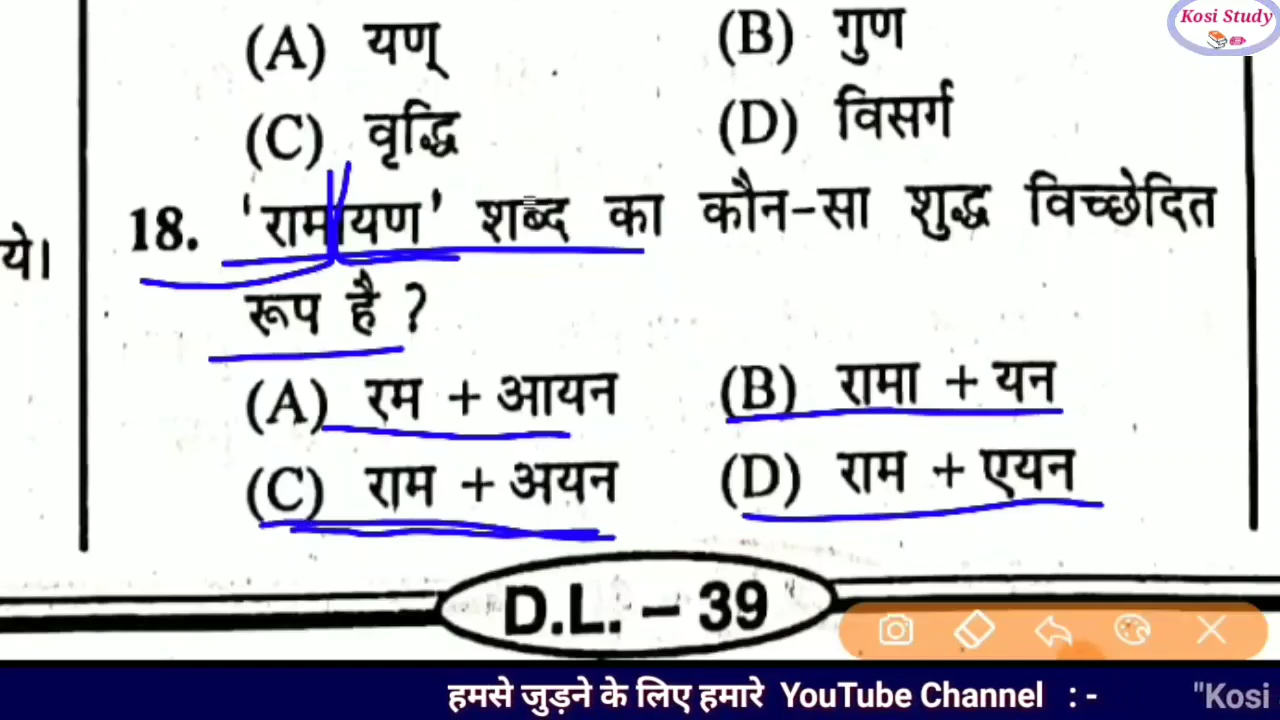 Kosi Study
(A) यण् (B) गुण
(C) वृद्धि (D) विसर्ग
ये।
18. 'रामायण' शब्द का कौन-सा शुद्ध विच्छेदित
रूप है ?
(A) रम + आयन (B) रामा + यन
(C) राम + अयन (D) राम + एयन
D.L. – 39
हमसे जुड़ने के लिए हमारे YouTube Channel : - "Kosi